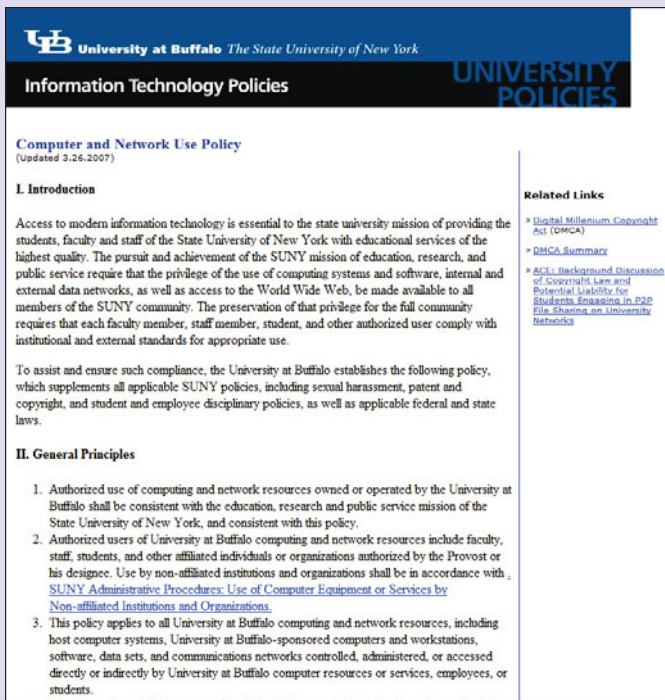 UB University at Buffalo The State University of New York
Information Technology Policies
UNIVERSITY
POLICIES
Computer and Network Use Policy
(Updated 3.26.2007)
I. Introduction
Access to modern information technology is essential to the state university mission of providing the
students, faculty and staff of the State University of New York with educational services of the
highest quality. The pursuit and achievement of the SUNY mission of education, research, and
public service require that the privilege of the use of computing systems and software, internal and
external data networks, as well as access to the World Wide Web, be made available to all
members of the SUNY community. The preservation of that privilege for the full community
requires that each faculty member, staff member, student, and other authorized user comply with
institutional and external standards for appropriate use.
To assist and ensure such compliance, the University at Buffalo establishes the following policy,
which supplements all applicable SUNY policies, including sexual harassment, patent and
copyright, and student and employee disciplinary policies, as well as applicable federal and state
laws.
II. General Principles
1. Authorized use of computing and network resources owned or operated by the University at
Buffalo shall be consistent with the education, research and public service mission of the
State University of New York, and consistent with this policy.
2. Authorized users of University at Buffalo computing and network resources include faculty,
staff, students, and other affiliated individuals or organizations authorized by the Provost or
his designee. Use by non-affiliated institutions and organizations shall be in accordance with .
SUNY Administrative Procedures: Use of Computer Equipment or Services by
Non-affiliated Institutions and Organizations.
3. This policy applies to all University at Buffalo computing and network resources, including
host computer systems, University at Buffalo-sponsored computers and workstations,
software, data sets, and communications networks controlled, administered, or accessed
directly or indirectly by University at Buffalo computer resources or services, employees, or
students.
Related Links
» Digital Millenium Copyright
Act (DMCA)
» DMCA Summary
» ACE: Background Discussion
of Copyright Law and
Potential Liability for
Students Engaging in P2P
File Sharing on University
Networks